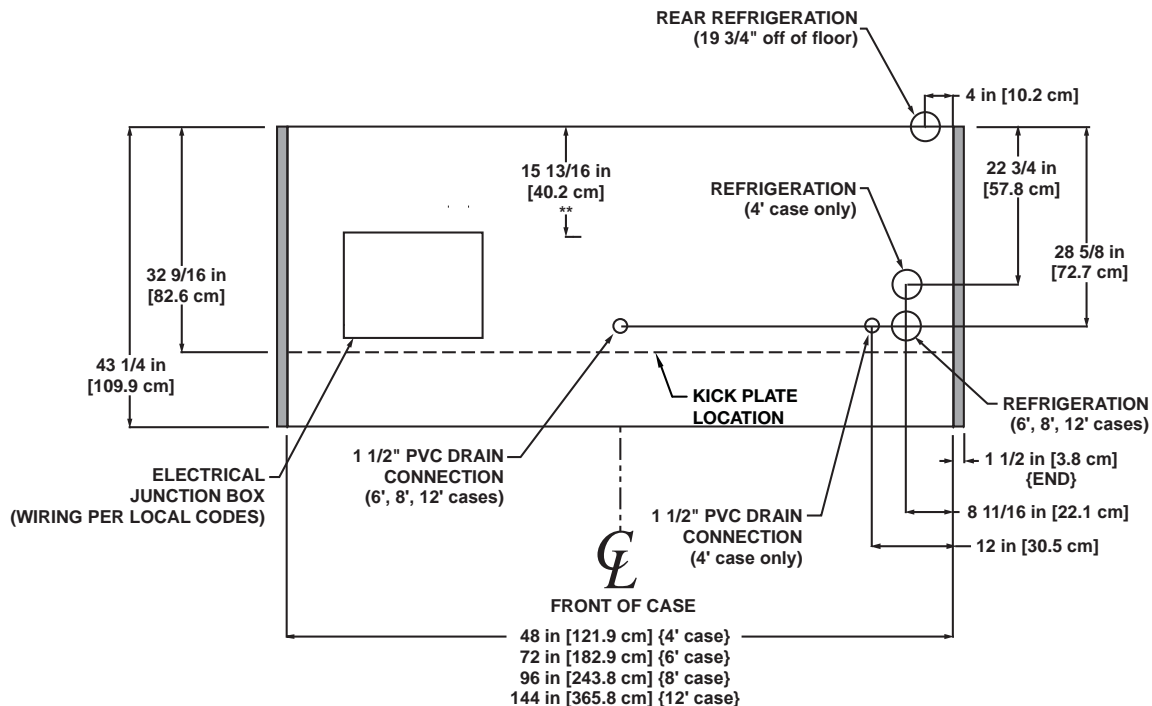 REAR REFRIGERATION
(19 3/4" off of floor)
4 in [10.2 cm]
15 13/16 in
[40.2 cm]
**
22 3/4 in
[57.8 cm]
REFRIGERATION
(4' case only)
28 5/8 in
[72.7 cm]
32 9/16 in
[82.6 cm]
43 1/4 in
[109.9 cm]
KICK PLATE
LOCATION
REFRIGERATION
(6', 8', 12' cases)
1 1/2" PVC DRAIN
CONNECTION
(6', 8', 12' cases)
ELECTRICAL
JUNCTION BOX
(WIRING PER LOCAL CODES)
1 1/2 in [3.8 cm]
{END}
8 11/16 in [22.1 cm]
1 1/2" PVC DRAIN
CONNECTION
(4' case only)
12 in [30.5 cm]
CL
FRONT OF CASE
48 in [121.9 cm] {4' case}
72 in [182.9 cm] {6' case}
96 in [243.8 cm] {8' case}
144 in [365.8 cm] {12' case}